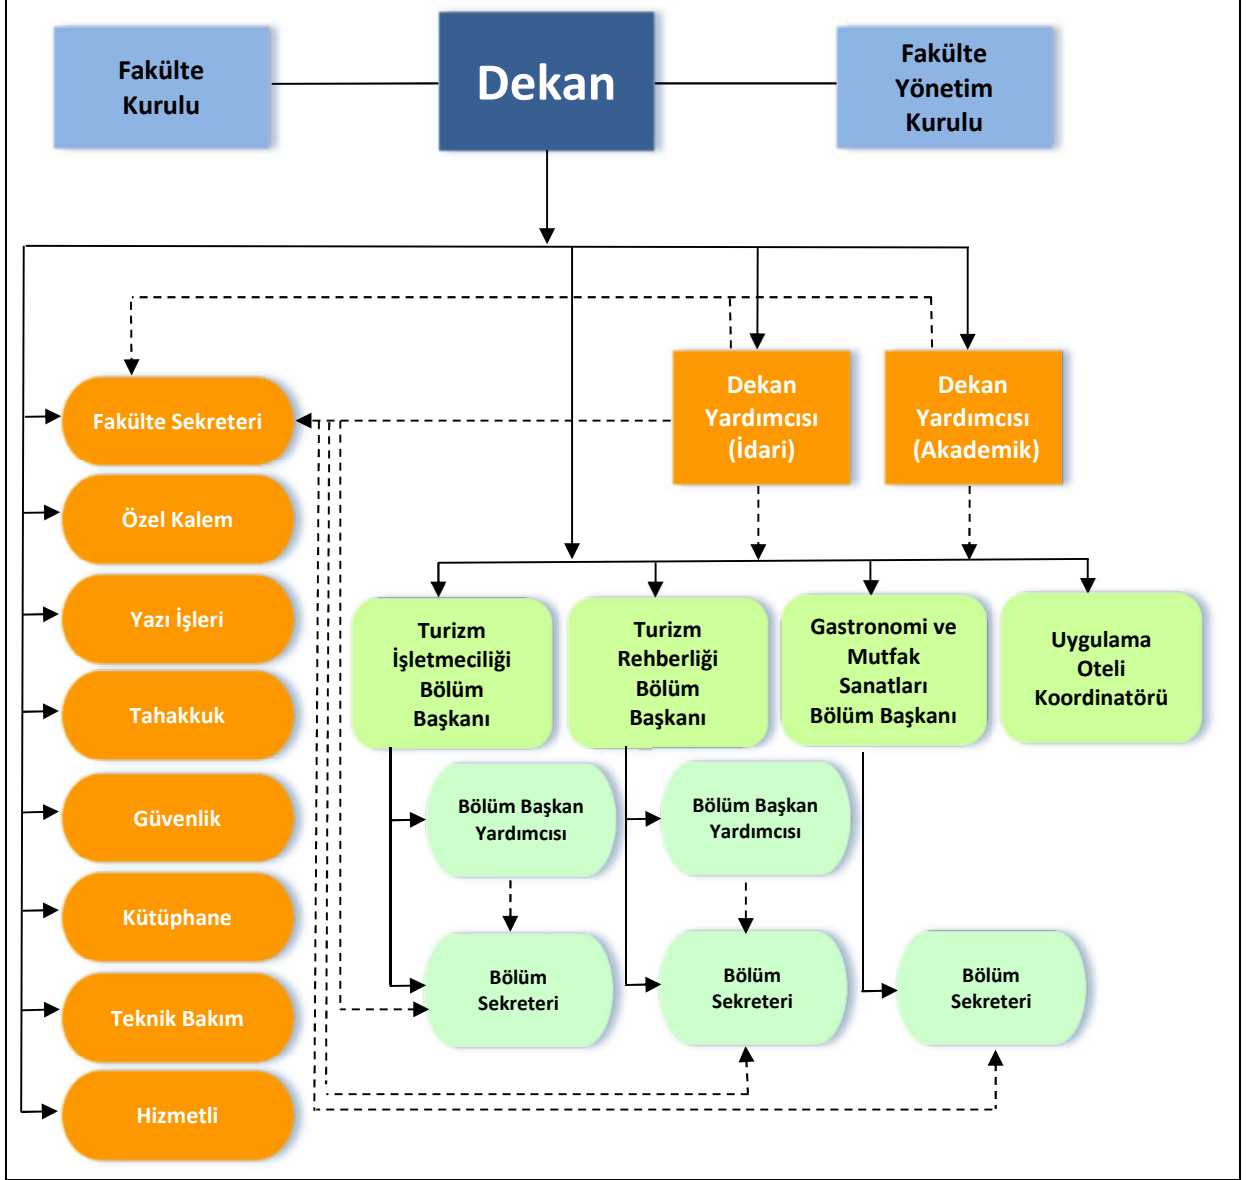 Fakülte
Kurulu
Dekan
Fakülte
Yönetim
Kurulu
Dekan
Yardımcısı
(İdari)
Dekan
Yardımcısı
(Akademik)
Fakülte Sekreteri
Özel Kalem
Yazı İşleri
Tahakkuk
Güvenlik
Kütüphane
Teknik Bakım
Hizmetli
Turizm
İşletmeciliği
Bölüm
Başkanı
Turizm
Rehberliği
Bölüm
Başkanı
Gastronomi ve
Mutfak
Sanatları
Bölüm Başkanı
Uygulama
Oteli
Koordinatörü
Bölüm Başkan
Yardımcısı
Bölüm Başkan
Yardımcısı
Bölüm
Sekreteri
Bölüm
Sekreteri
Bölüm
Sekreteri